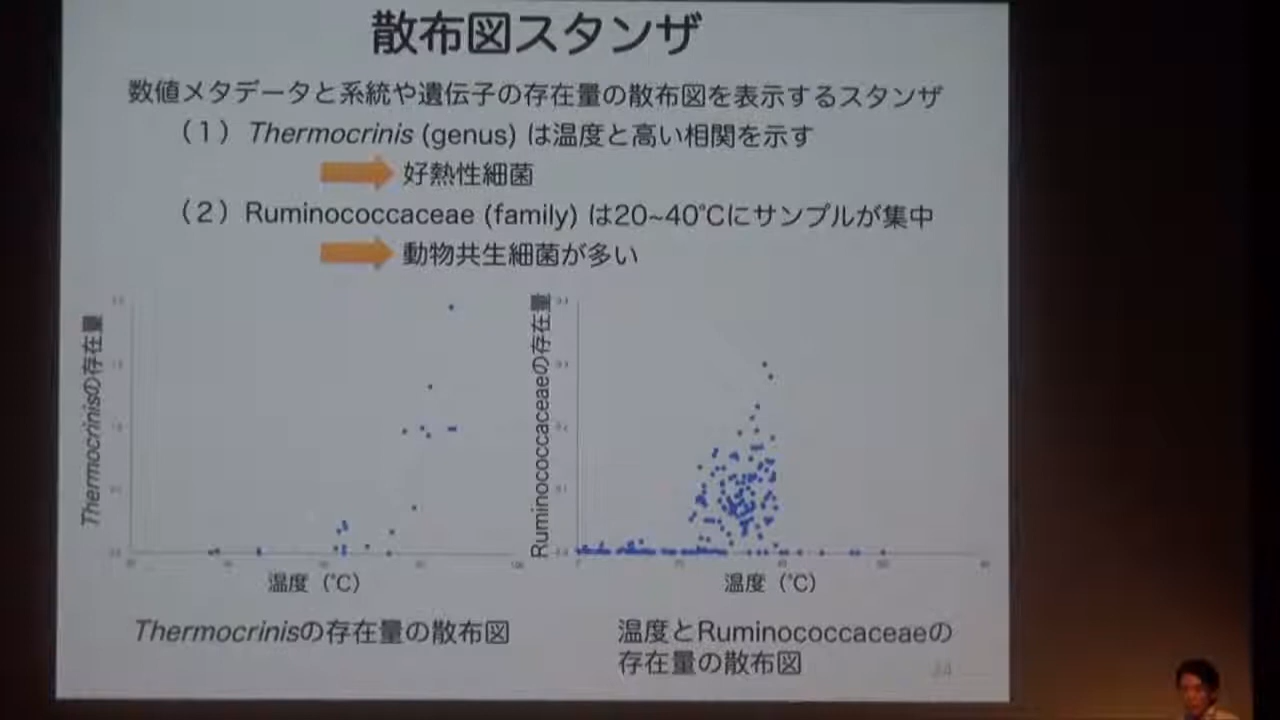 散布図スタンザ
数値メタデータと系統や遺伝子の存在量の散布図を表示するスタンザ
（1）Thermocrinis (genus) は温度と高い相関を示す
好熱性細菌
（2）Ruminococcaceae (family) は20~40℃にサンプルが集中
動物共生細菌が多い
Thermocrinisの存在量
温度（℃）
Thermocrinisの存在量の散布図
Ruminococcaceaeの存在量
温度（℃）
温度とRuminococcaceaeの
存在量の散布図